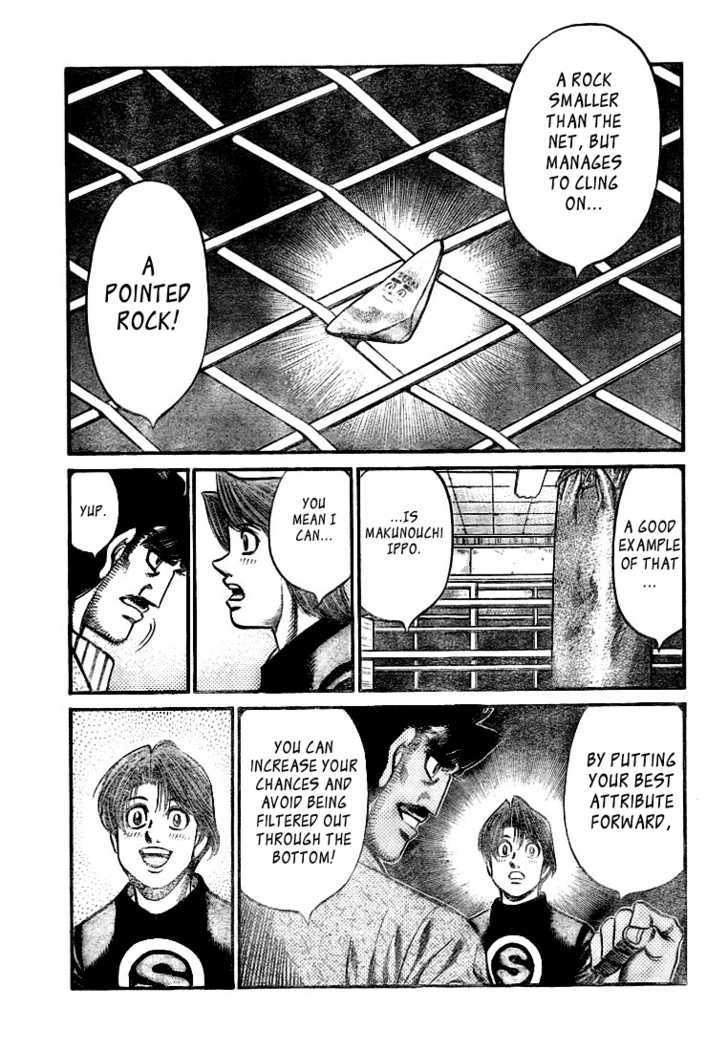 A ROCK
SMALLER
THAN THE
NET, BUT
MANAGES
TO CLING
ON...
A
POINTED
ROCK!
A GOOD
EXAMPLE
OF THAT
...
...IS
MAKUNOUCHI
IPPO.
YOU
MEAN I
CAN...
YUP.
BY PUTTING
YOUR BEST
ATTRIBUTE
FORWARD,
YOU CAN
INCREASE YOUR
CHANCES AND
AVOID BEING
FILTERED OUT
THROUGH THE
BOTTOM!
S
S